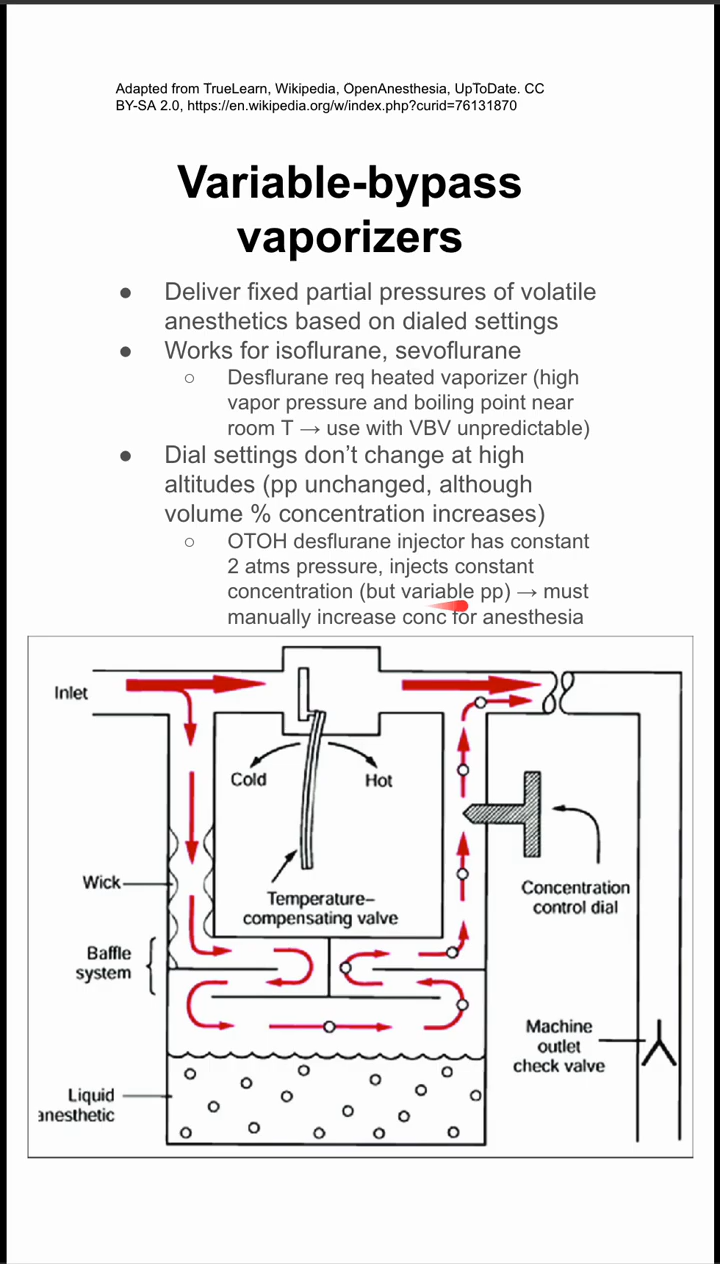 Adapted from TrueLearn, Wikipedia, OpenAnesthesia, UpToDate. CC
BY-SA 2.0, https://en.wikipedia.org/w/index.php?curid=76131870
Variable-bypass
vaporizers
● Deliver fixed partial pressures of volatile
anesthetics based on dialed settings
● Works for isoflurane, sevoflurane
○ Desflurane req heated vaporizer (high
vapor pressure and boiling point near
room T → use with VBV unpredictable)
● Dial settings don’t change at high
altitudes (pp unchanged, although
volume % concentration increases)
○ OTOH desflurane injector has constant
2 atms pressure, injects constant
concentration (but variable pp) → must
manually increase conc for anesthesia
Inlet
Cold
Hot
Temperature–
compensating valve
Wick
Concentration
control dial
Baffle
system
Machine
outlet
check valve
Liquid
anesthetic